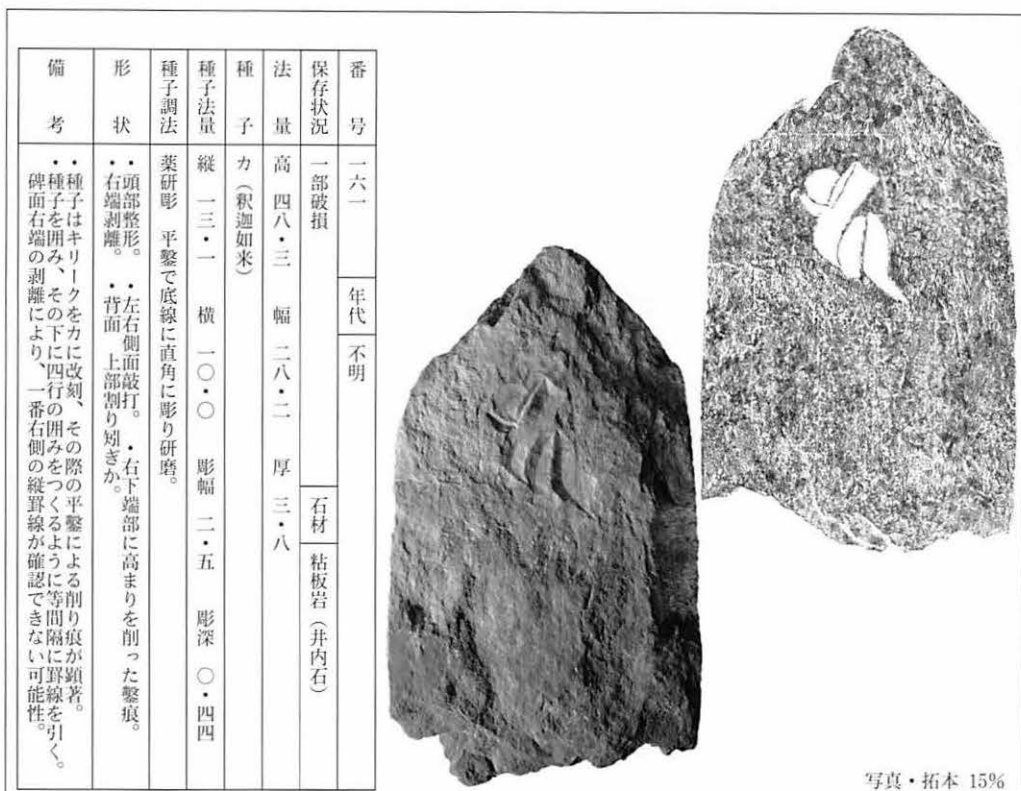 番号 一六一 年代 不明
保存状況 一部破損 石材 粘板岩（井内石）
法量 高 四八・三 幅 二八・二 厚 三・八
種子 カ（釈迦如来）
種子法量 縦 一三・一 横 一〇・〇 彫幅 二・五 彫深 〇・四四
種子調法 薬研彫 平鏨で底線に直角に彫り研磨。
形状 ・頭部整形。 ・左右側面敲打。 ・右下端部に高まりを削った鏨痕。
・右端剥離。 ・背面 上部割り矧ぎか。
備考 ・種子はキリークをカに改刻、その際の平鏨による削り痕が顕著。
・種子を囲み、その下に四行の囲みをつくるように等間隔に罫線を引く。
碑面右端の剥離により、一番右側の縦罫線が確認できない可能性。
写真・拓本 15%